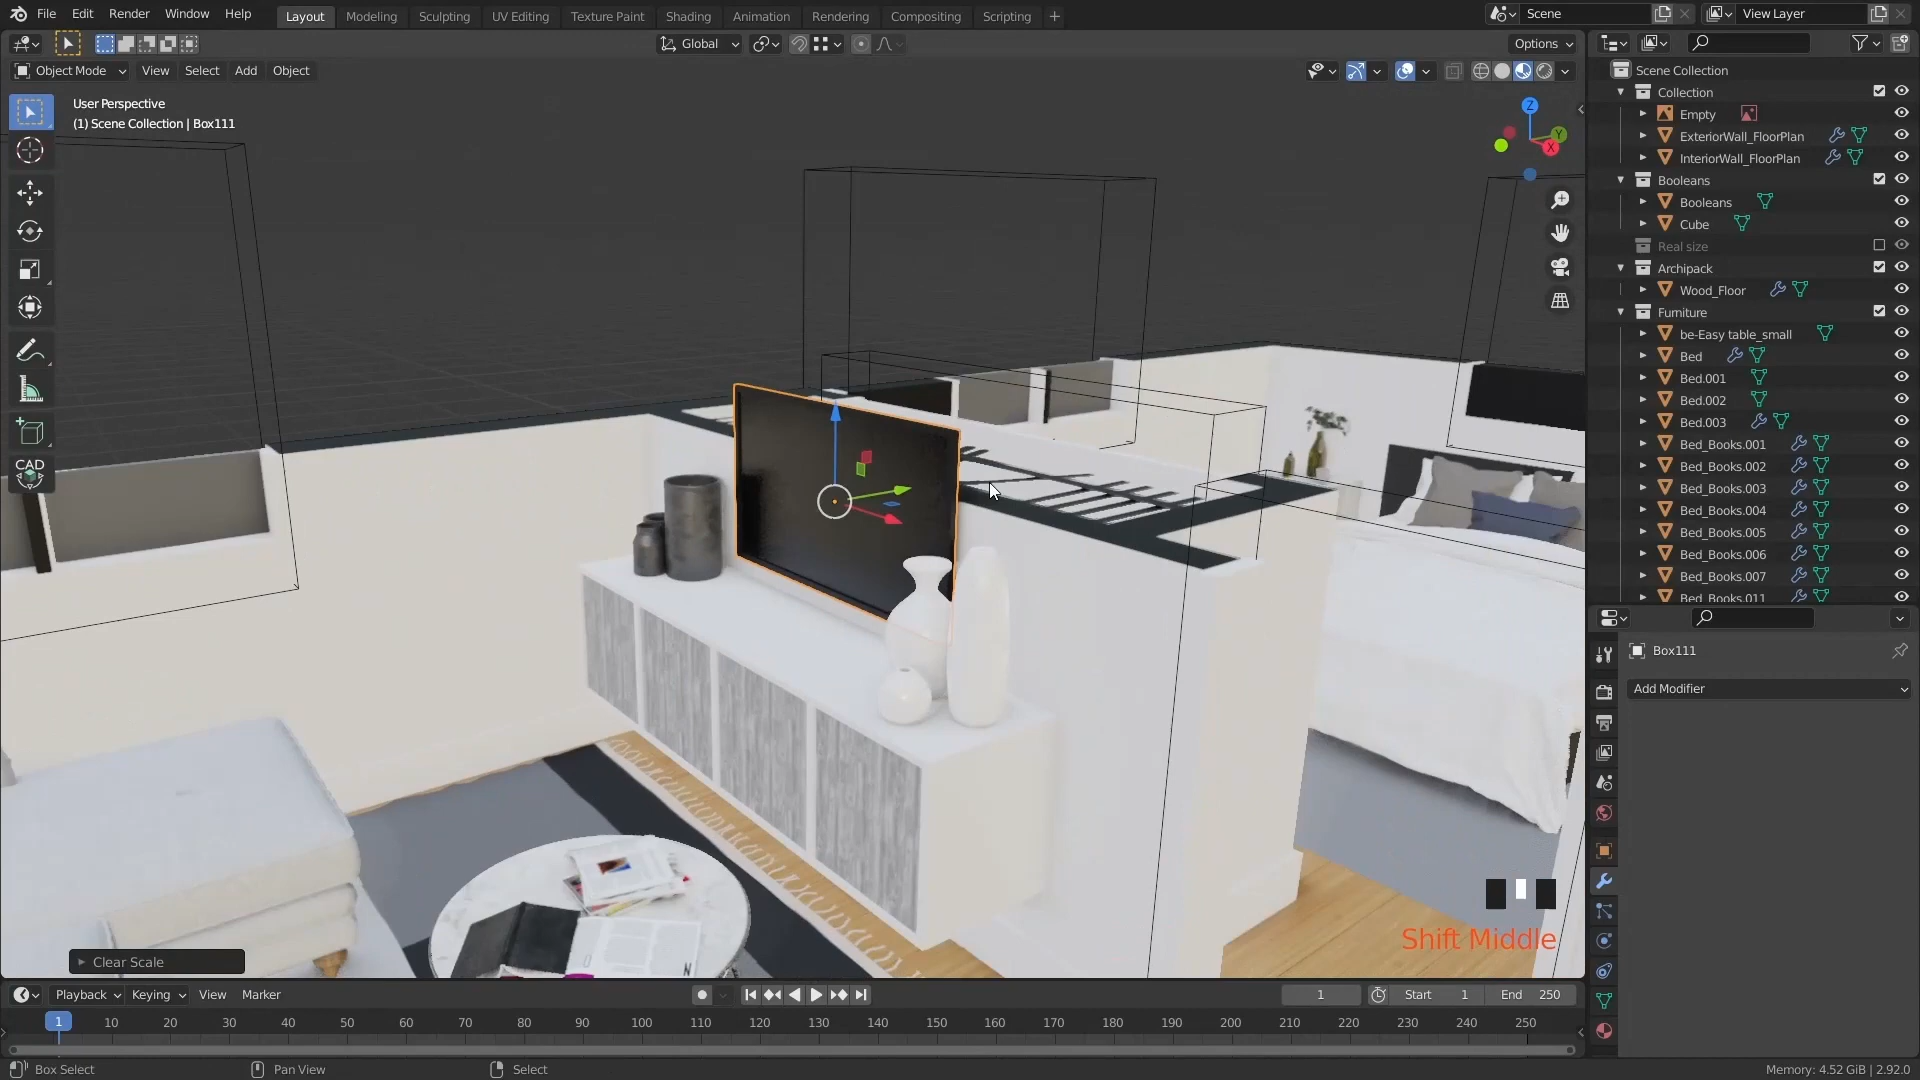 File Edit Render Window Help Layout Modeling Sculpting UV Editing Texture Paint Shading Animation Rendering Compositing Scripting + Scene View Layer
Global Options
Object Mode View Select Add Object
User Perspective
(1) Scene Collection | Box111
Z
Y
X
CAD
Clear Scale
Shift Middle
Scene Collection
Collection
Empty
ExteriorWall_FloorPlan
InteriorWall_FloorPlan
Booleans
Booleans
Cube
Real size
Archipack
Wood_Floor
Furniture
be-Easy table_small
Bed
Bed.001
Bed.002
Bed.003
Bed_Books.001
Bed_Books.002
Bed_Books.003
Bed_Books.004
Bed_Books.005
Bed_Books.006
Bed_Books.007
Bed_Books.011
Box111
Add Modifier
Playback Keying View Marker 1 Start 1 End 250
1 10 20 30 40 50 60 70 80 90 100 110 120 130 140 150 160 170 180 190 200 210 220 230 240 250
Box Select Pan View Select Memory: 4.52 GiB | 2.92.0